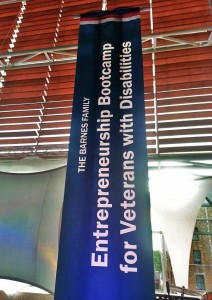 THE BARNES FAMILY
Entrepreneurship Bootcamp
for Veterans with Disabilities